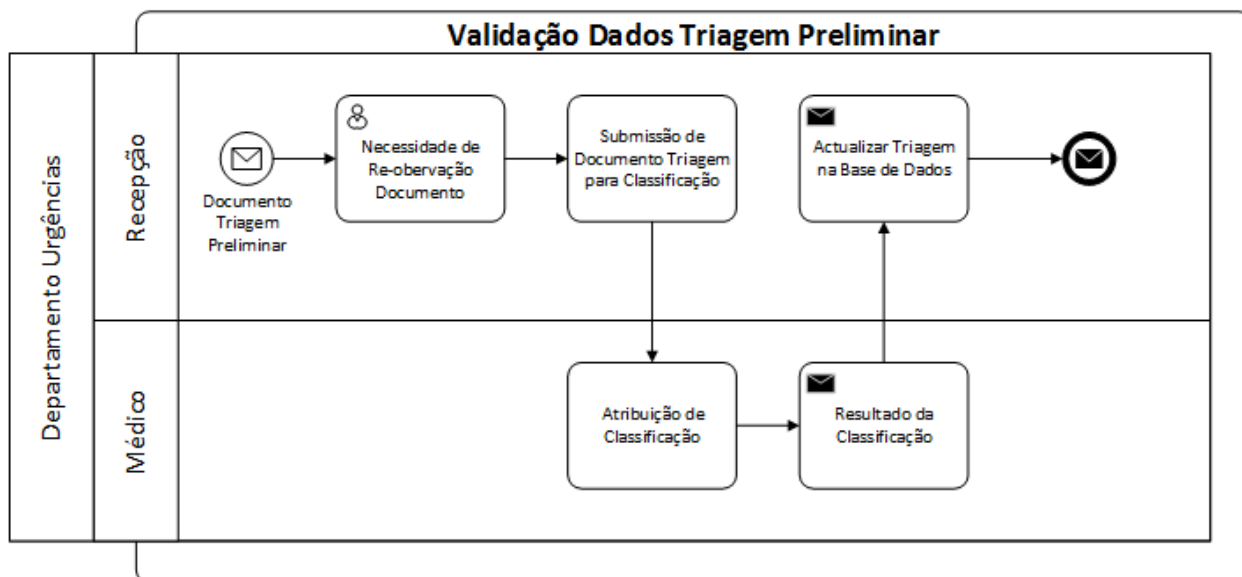 Validação Dados Triagem Preliminar
Departamento Urgências
Recepção
Documento
Triagem
Preliminar
Necessidade de
Re-obervação
Documento
Submissão de
Documento Triagem
para Classificação
Actualizar Triagem
na Base de Dados
Médico
Atribuição de
Classificação
Resultado da
Classificação